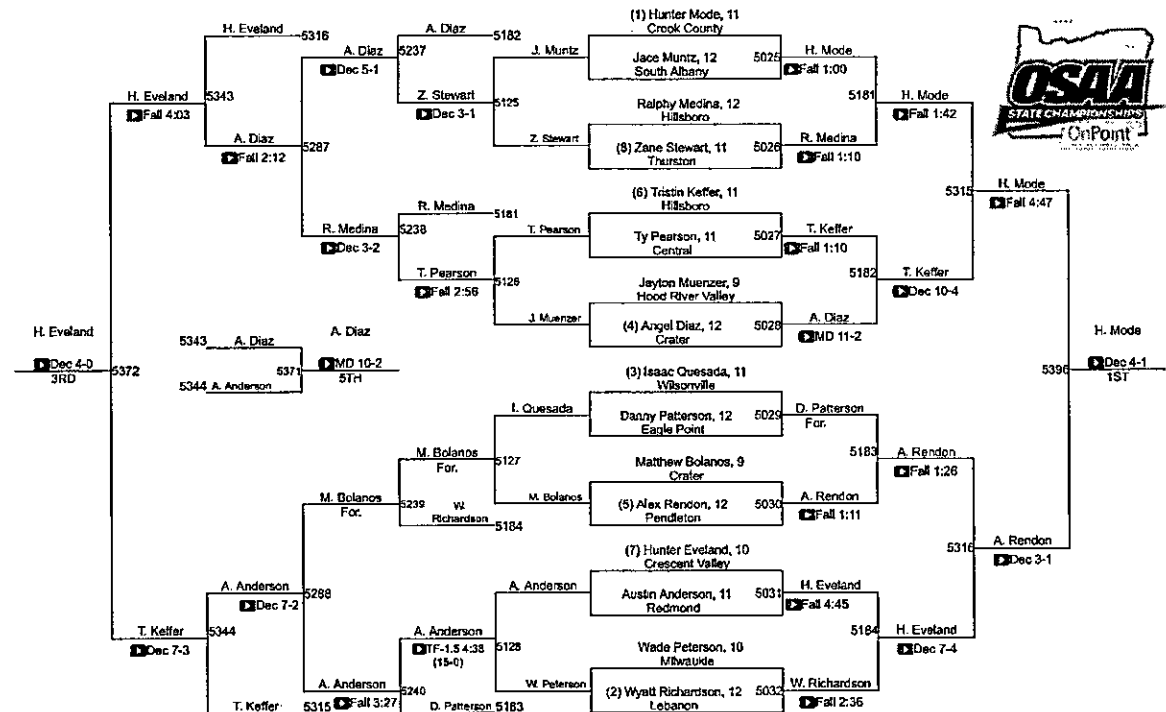 H. Eveland
5316
A. Diaz
Dec 5-1
5237
A. Diaz
5182
J. Muntz
(1) Hunter Mode, 11
Crook County
Jace Muntz, 12
South Albany
5025
H. Mode
Fall 1:00
OSAA
STATE CHAMPIONSHIPS
OnPoint
H. Eveland
Fall 4:03
5343
Z. Stewart
Dec 3-1
5125
Ralphy Medina, 12
Hillsboro
5181
H. Mode
Fall 1:42
A. Diaz
Fall 2:12
5287
Z. Stewart
(8) Zane Stewart, 11
Thurston
5026
R. Medina
Fall 1:10
R. Medina
Dec 3-2
5238
R. Medina
5181
T. Pearson
(6) Tristin Keffer, 11
Hillsboro
Ty Pearson, 11
Central
5027
T. Keffer
Fall 1:10
5315
H. Mode
Fall 4:47
T. Pearson
Fall 2:56
5126
Jayton Muenzer, 9
Hood River Valley
5182
T. Keffer
Dec 10-4
J. Muenzer
(4) Angel Diaz, 12
Crater
5028
A. Diaz
MD 11-2
H. Eveland
Dec 4-0
3RD
5372
5343 A. Diaz
5344 A. Anderson
5371
A. Diaz
MD 10-2
5TH
5396
H. Mode
Dec 4-1
1ST
I. Quesada
(3) Isaac Quesada, 11
Wilsonville
Danny Patterson, 12
Eagle Point
5029
D. Patterson
For.
M. Bolanos
For.
5127
Matthew Bolanos, 9
Crater
5183
A. Rendon
Fall 1:26
M. Bolanos
For.
5239
W.
Richardson
5184
M. Bolanos
(5) Alex Rendon, 12
Pendleton
5030
A. Rendon
Fall 1:11
5316
A. Rendon
Dec 3-1
A. Anderson
Dec 7-2
5288
A. Anderson
(7) Hunter Eveland, 10
Crescent Valley
Austin Anderson, 11
Redmond
5031
H. Eveland
Fall 4:45
T. Keffer
Dec 7-3
5344
A. Anderson
TF-1.5 4:38
(15-0)
5128
Wade Peterson, 10
Milwaukie
5184
H. Eveland
Dec 7-4
A. Anderson
Fall 3:27
5240
W. Peterson
(2) Wyatt Richardson, 12
Lebanon
5032
W. Richardson
Fall 2:36
T. Keffer
5315
D. Patterson
5183